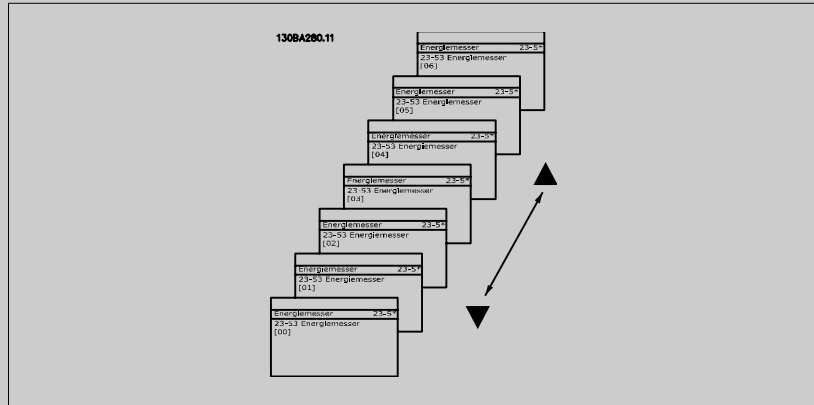 130BA280.11
Energiemesser 23-5*
23-53 Energiemesser
[06]
Energiemesser 23-5*
23-53 Energiemesser
[05]
Energiemesser 23-5*
23-53 Energiemesser
[04]
Energiemesser 23-5*
23-53 Energiemesser
[03]
Energiemesser 23-5*
23-53 Energiemesser
[02]
Energiemesser 23-5*
23-53 Energiemesser
[01]
Energiemesser 23-5*
23-53 Energiemesser
[00]